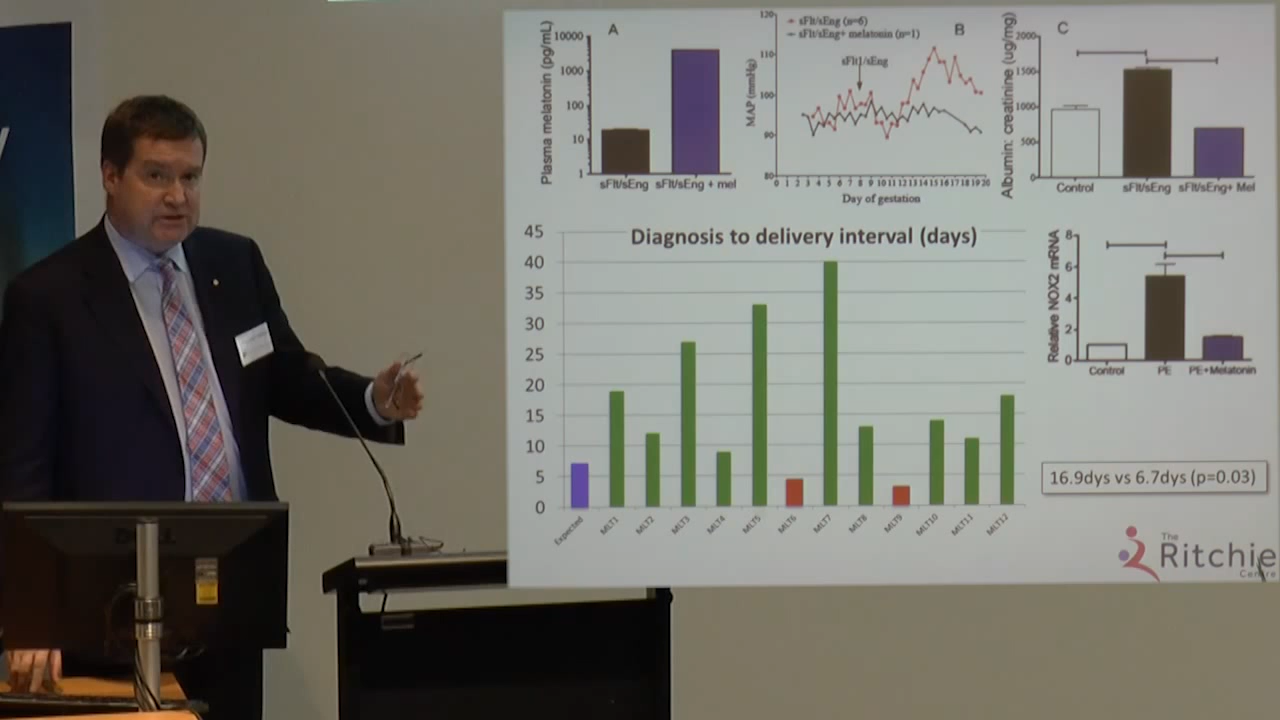 A
Plasma melatonin (pg/mL)
10000
1000
100
10
1
sFlt/sEng
sFlt/sEng + mel
B
sFlt/sEng (n=6)
sFlt/sEng+ melatonin (n=1)
sFlt1/sEng
MAP (mmHg)
120
110
100
90
80
0 1 2 3 4 5 6 7 8 9 10 11 12 13 14 15 16 17 18 19 20
Day of gestation
C
Albumin: creatinine (ug/mg)
2000
1500
1000
500
0
Control
sFlt/sEng
sFlt/sEng+ Mel
Diagnosis to delivery interval (days)
45
40
35
30
25
20
15
10
5
0
Expected
MLT1
MLT2
MLT3
MLT4
MLT5
MLT6
MLT7
MLT8
MLT9
MLT10
MLT11
MLT12
Relative NOX2 mRNA
8
6
4
2
0
Control
PE
PE+Melatonin
16.9dys vs 6.7dys (p=0.03)
The
Ritchie
Centre
DELL